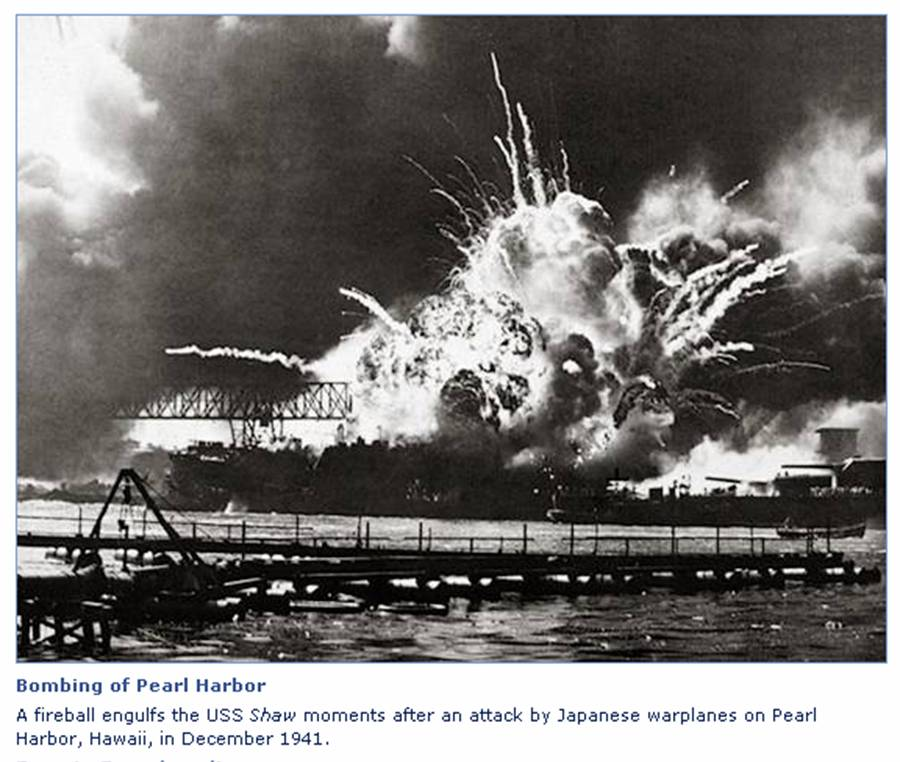 Bombing of Pearl Harbor
A fireball engulfs the USS Shaw moments after an attack by Japanese warplanes on Pearl
Harbor, Hawaii, in December 1941.